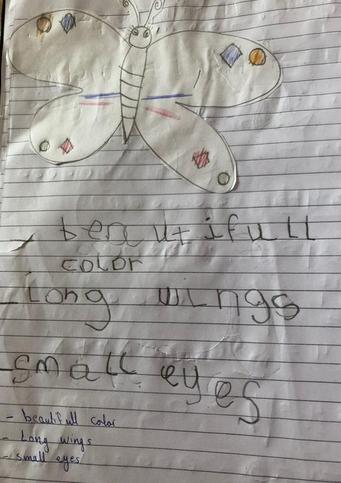 - beautifull
color
- Long wings
- small eyes
- beautifull color
- Long wings
- small eyes